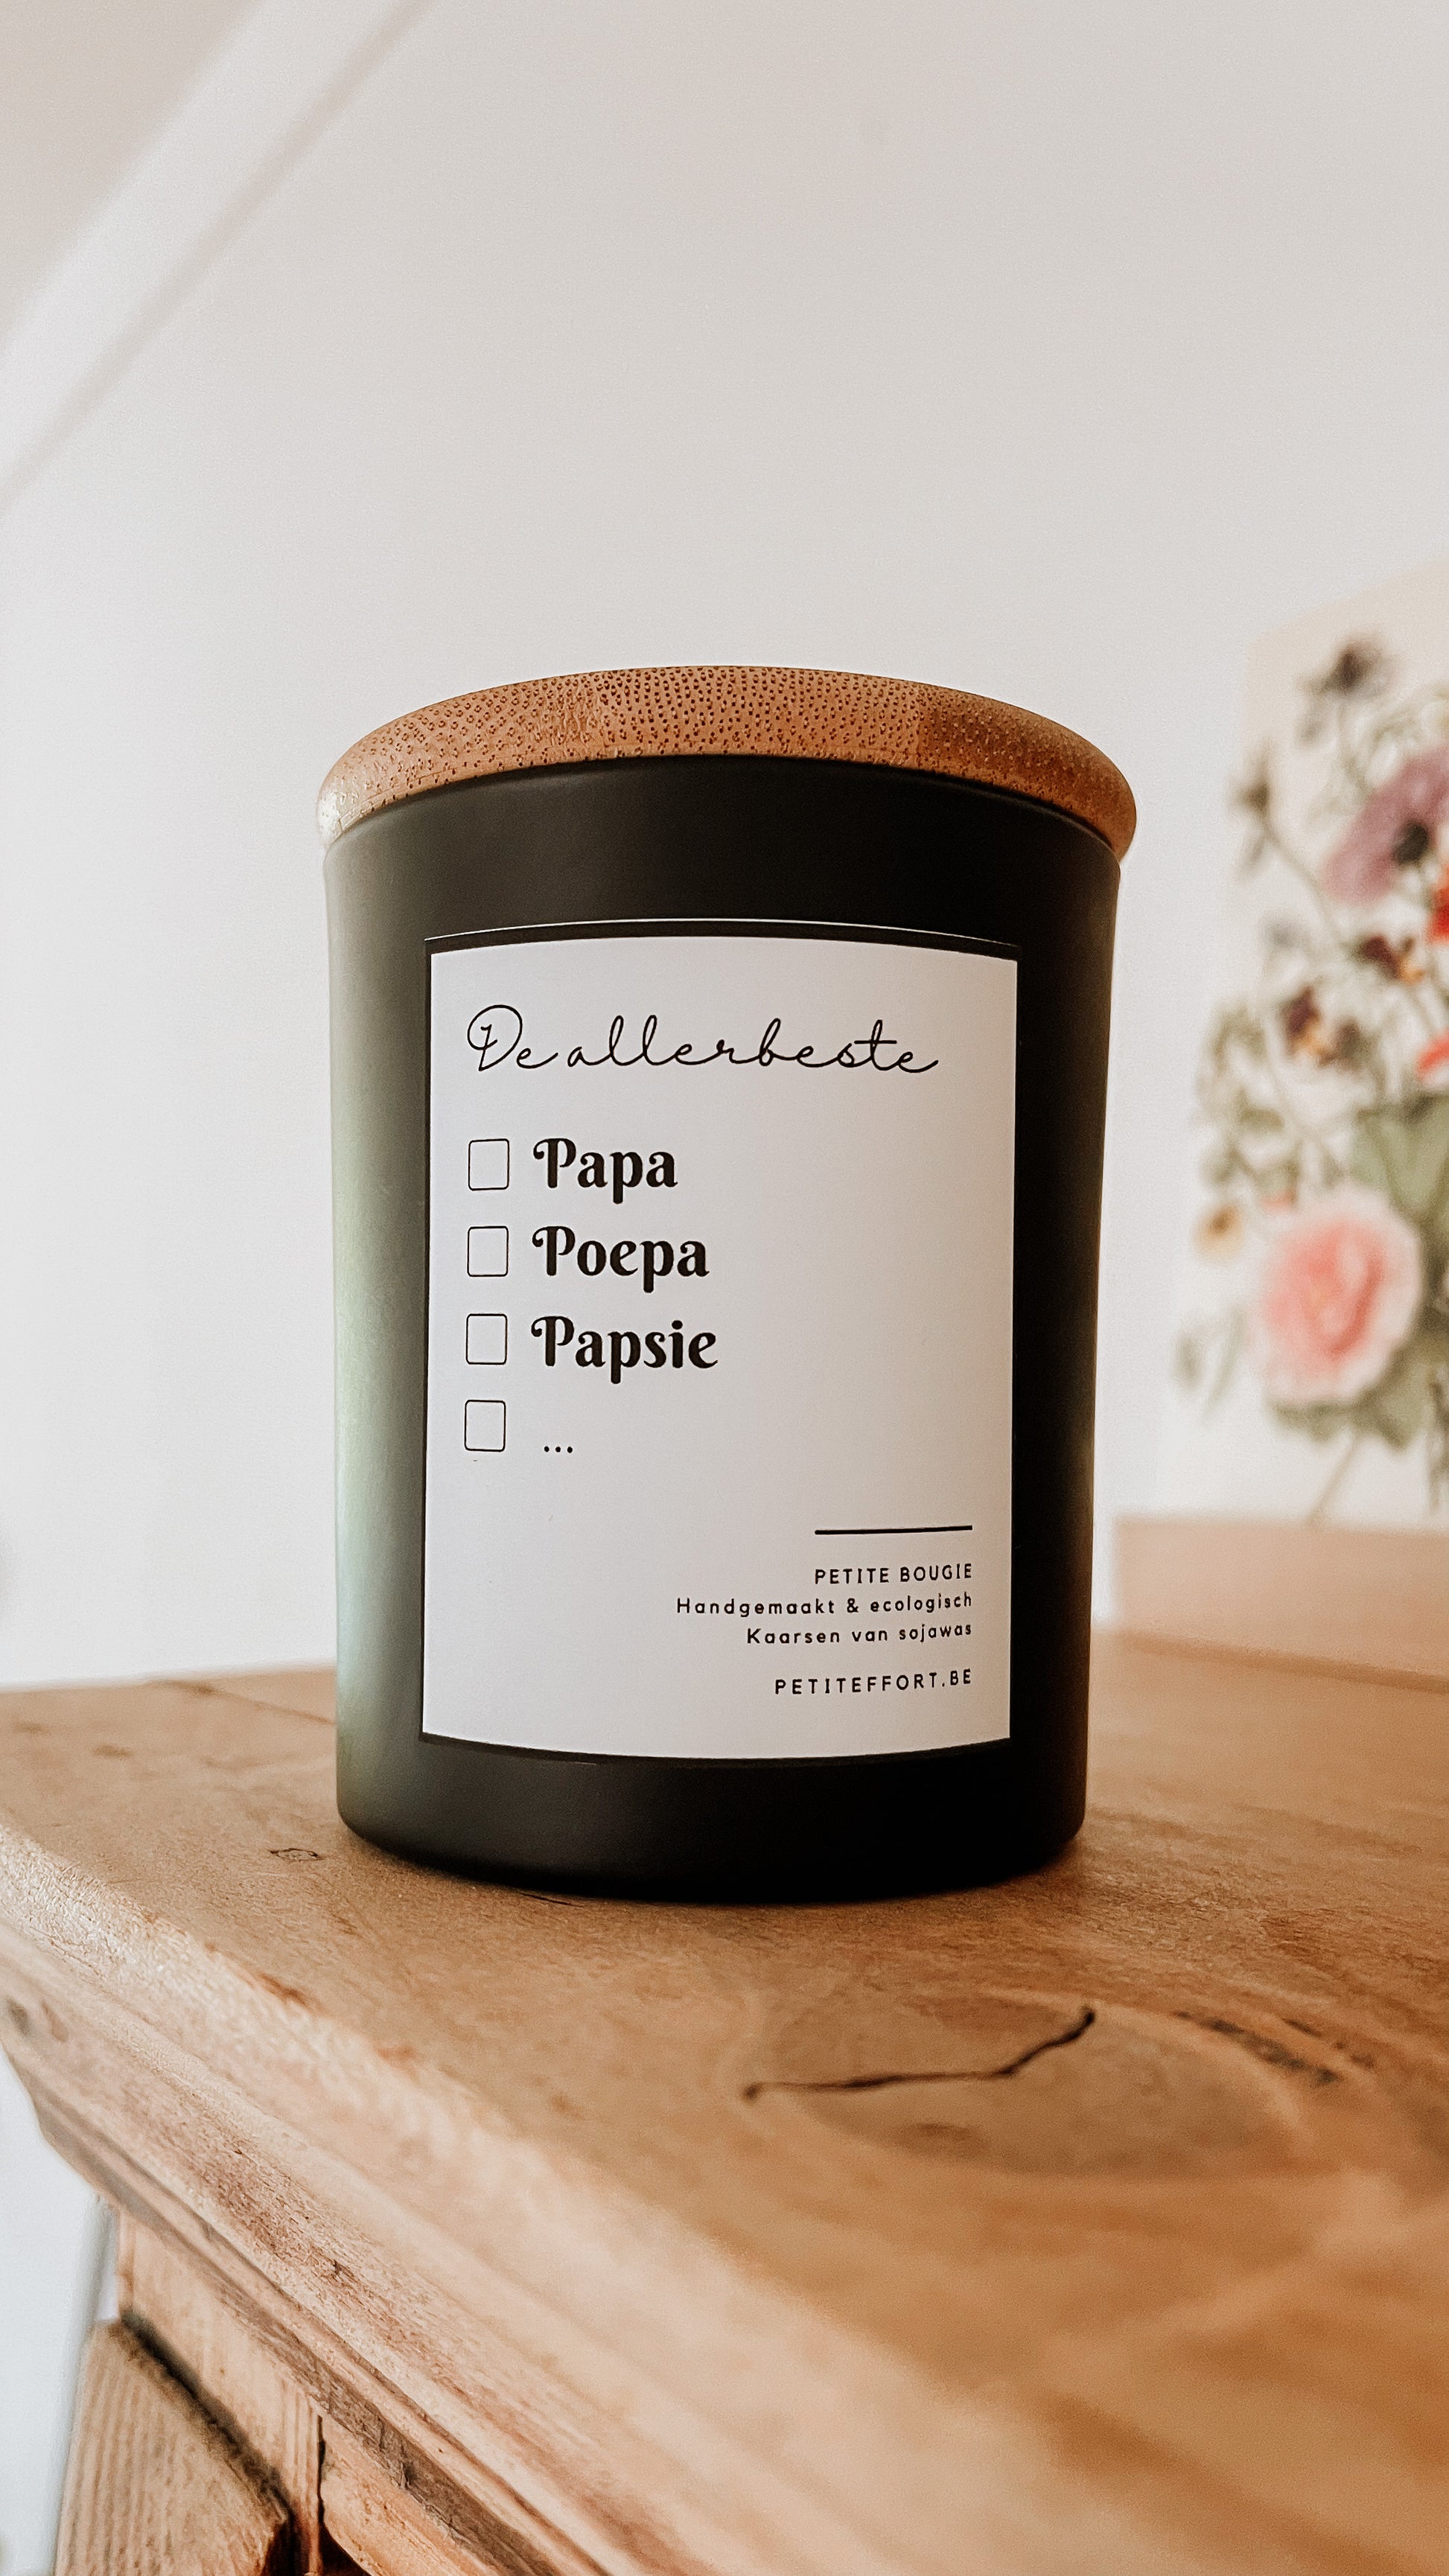 De allerbeste
Papa
Poepa
Papsie
...
PETITE BOUGIE
Handgemaakt & ecologisch
Kaarsen van sojawas
PETITEFFORT.BE